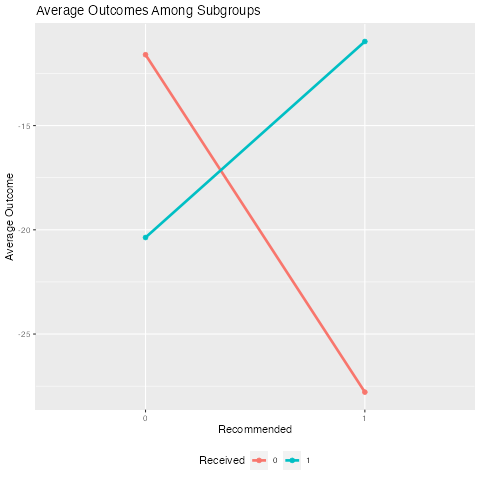 Average Outcomes Among Subgroups
Average Outcome
-15
-20
-25
0 1
Recommended
Received 0 1